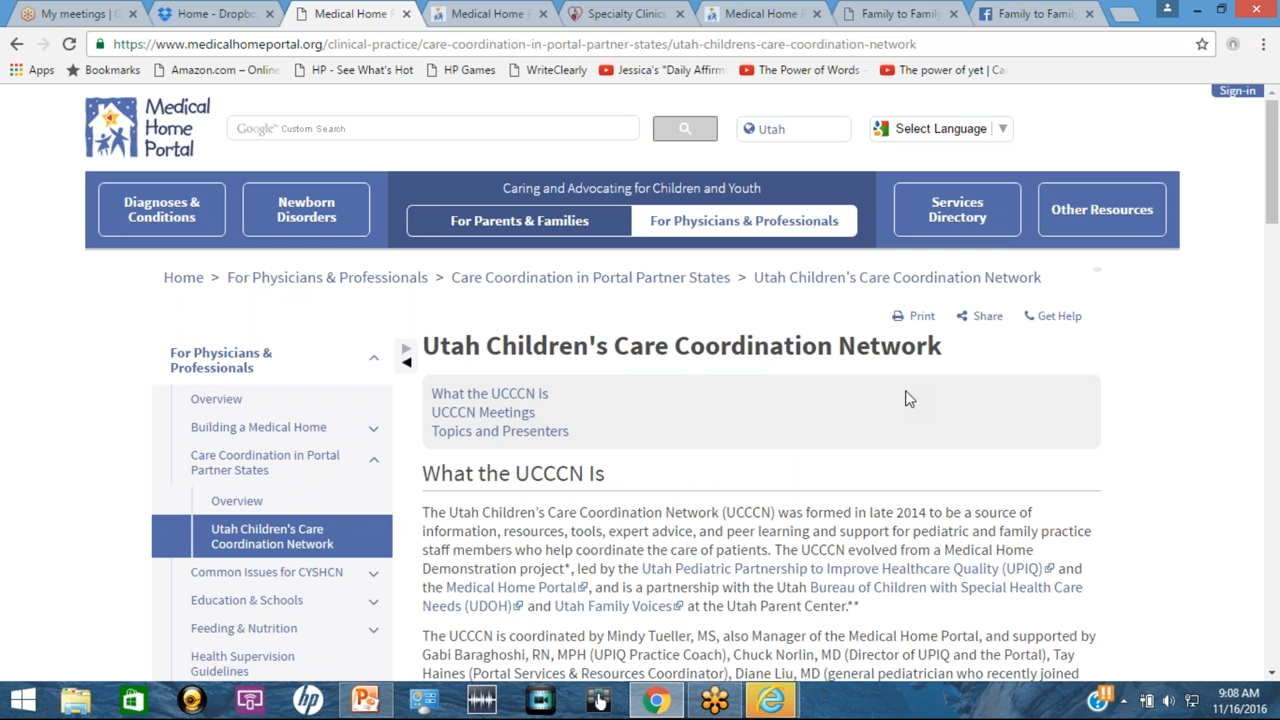 My meetings | G
Home - Dropbo
Medical Home
Medical Home
Specialty Clinics
Medical Home
Family to Family
Family to Family
https://www.medicalhomeportal.org/clinical-practice/care-coordination-in-portal-partner-states/utah-childrens-care-coordination-network
Apps Bookmarks Amazon.com – Online HP - See What's Hot HP Games WriteClearly Jessica's "Daily Affirm The Power of Words - The power of yet | Ca
Sign-in
Medical
Home
Portal
Google™ Custom Search
Utah
Select Language
Diagnoses &
Conditions
Newborn
Disorders
Caring and Advocating for Children and Youth
For Parents & Families
For Physicians & Professionals
Services
Directory
Other Resources
Home > For Physicians & Professionals > Care Coordination in Portal Partner States > Utah Children's Care Coordination Network
Print Share Get Help
For Physicians &
Professionals
Overview
Building a Medical Home
Care Coordination in Portal
Partner States
Overview
Utah Children's Care
Coordination Network
Common Issues for CYSHCN
Education & Schools
Feeding & Nutrition
Health Supervision
Guidelines
Utah Children's Care Coordination Network
What the UCCCN Is
UCCCN Meetings
Topics and Presenters
What the UCCCN Is
The Utah Children's Care Coordination Network (UCCCN) was formed in late 2014 to be a source of
information, resources, tools, expert advice, and peer learning and support for pediatric and family practice
staff members who help coordinate the care of patients. The UCCCN evolved from a Medical Home
Demonstration project*, led by the Utah Pediatric Partnership to Improve Healthcare Quality (UPIQ) and
the Medical Home Portal, and is a partnership with the Utah Bureau of Children with Special Health Care
Needs (UDOH) and Utah Family Voices at the Utah Parent Center.**
The UCCCN is coordinated by Mindy Tueller, MS, also Manager of the Medical Home Portal, and supported by
Gabi Baraghoshi, RN, MPH (UPIQ Practice Coach), Chuck Norlin, MD (Director of UPIQ and the Portal), Tay
Haines (Portal Services & Resources Coordinator), Diane Liu, MD (general pediatrician who recently joined
9:08 AM
11/16/2016